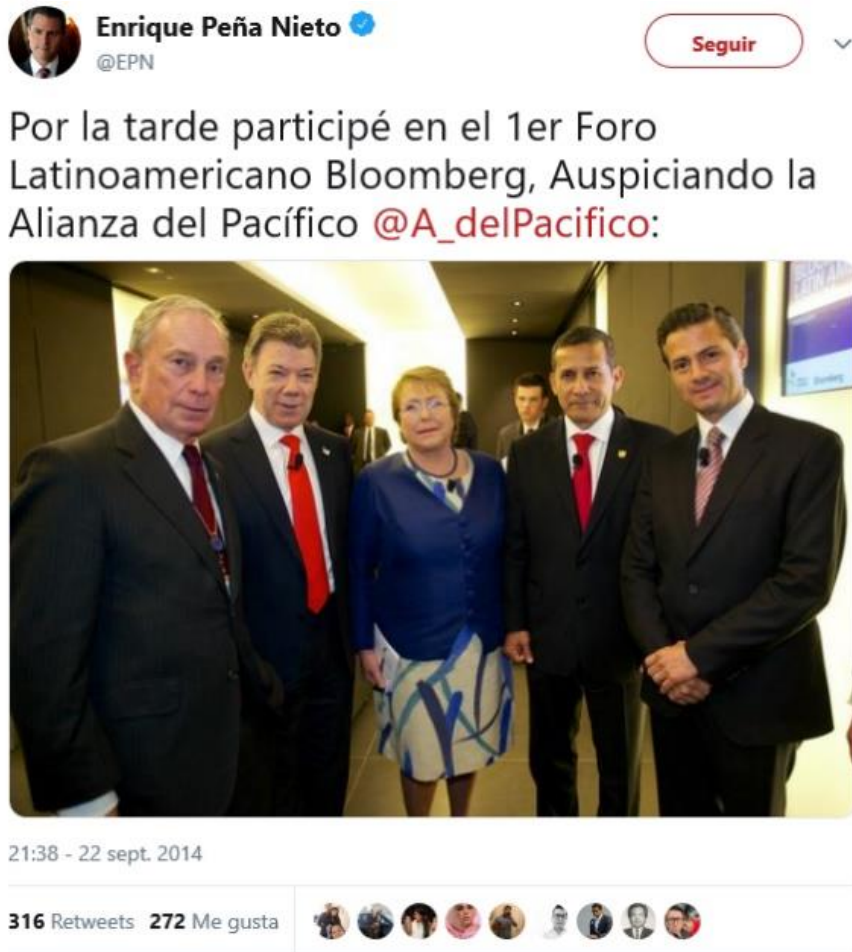 Enrique Peña Nieto
@EPN
Seguir
Por la tarde participé en el 1er Foro
Latinoamericano Bloomberg, Auspiciando la
Alianza del Pacífico @A_delPacifico:
Bloomberg
21:38 - 22 sept. 2014
316 Retweets 272 Me gusta